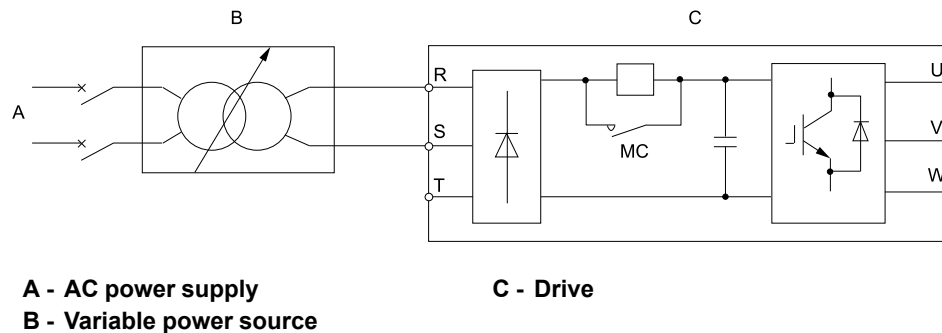 B
C
A
R
S
T
MC
U
V
W
A - AC power supply
B - Variable power source
C - Drive